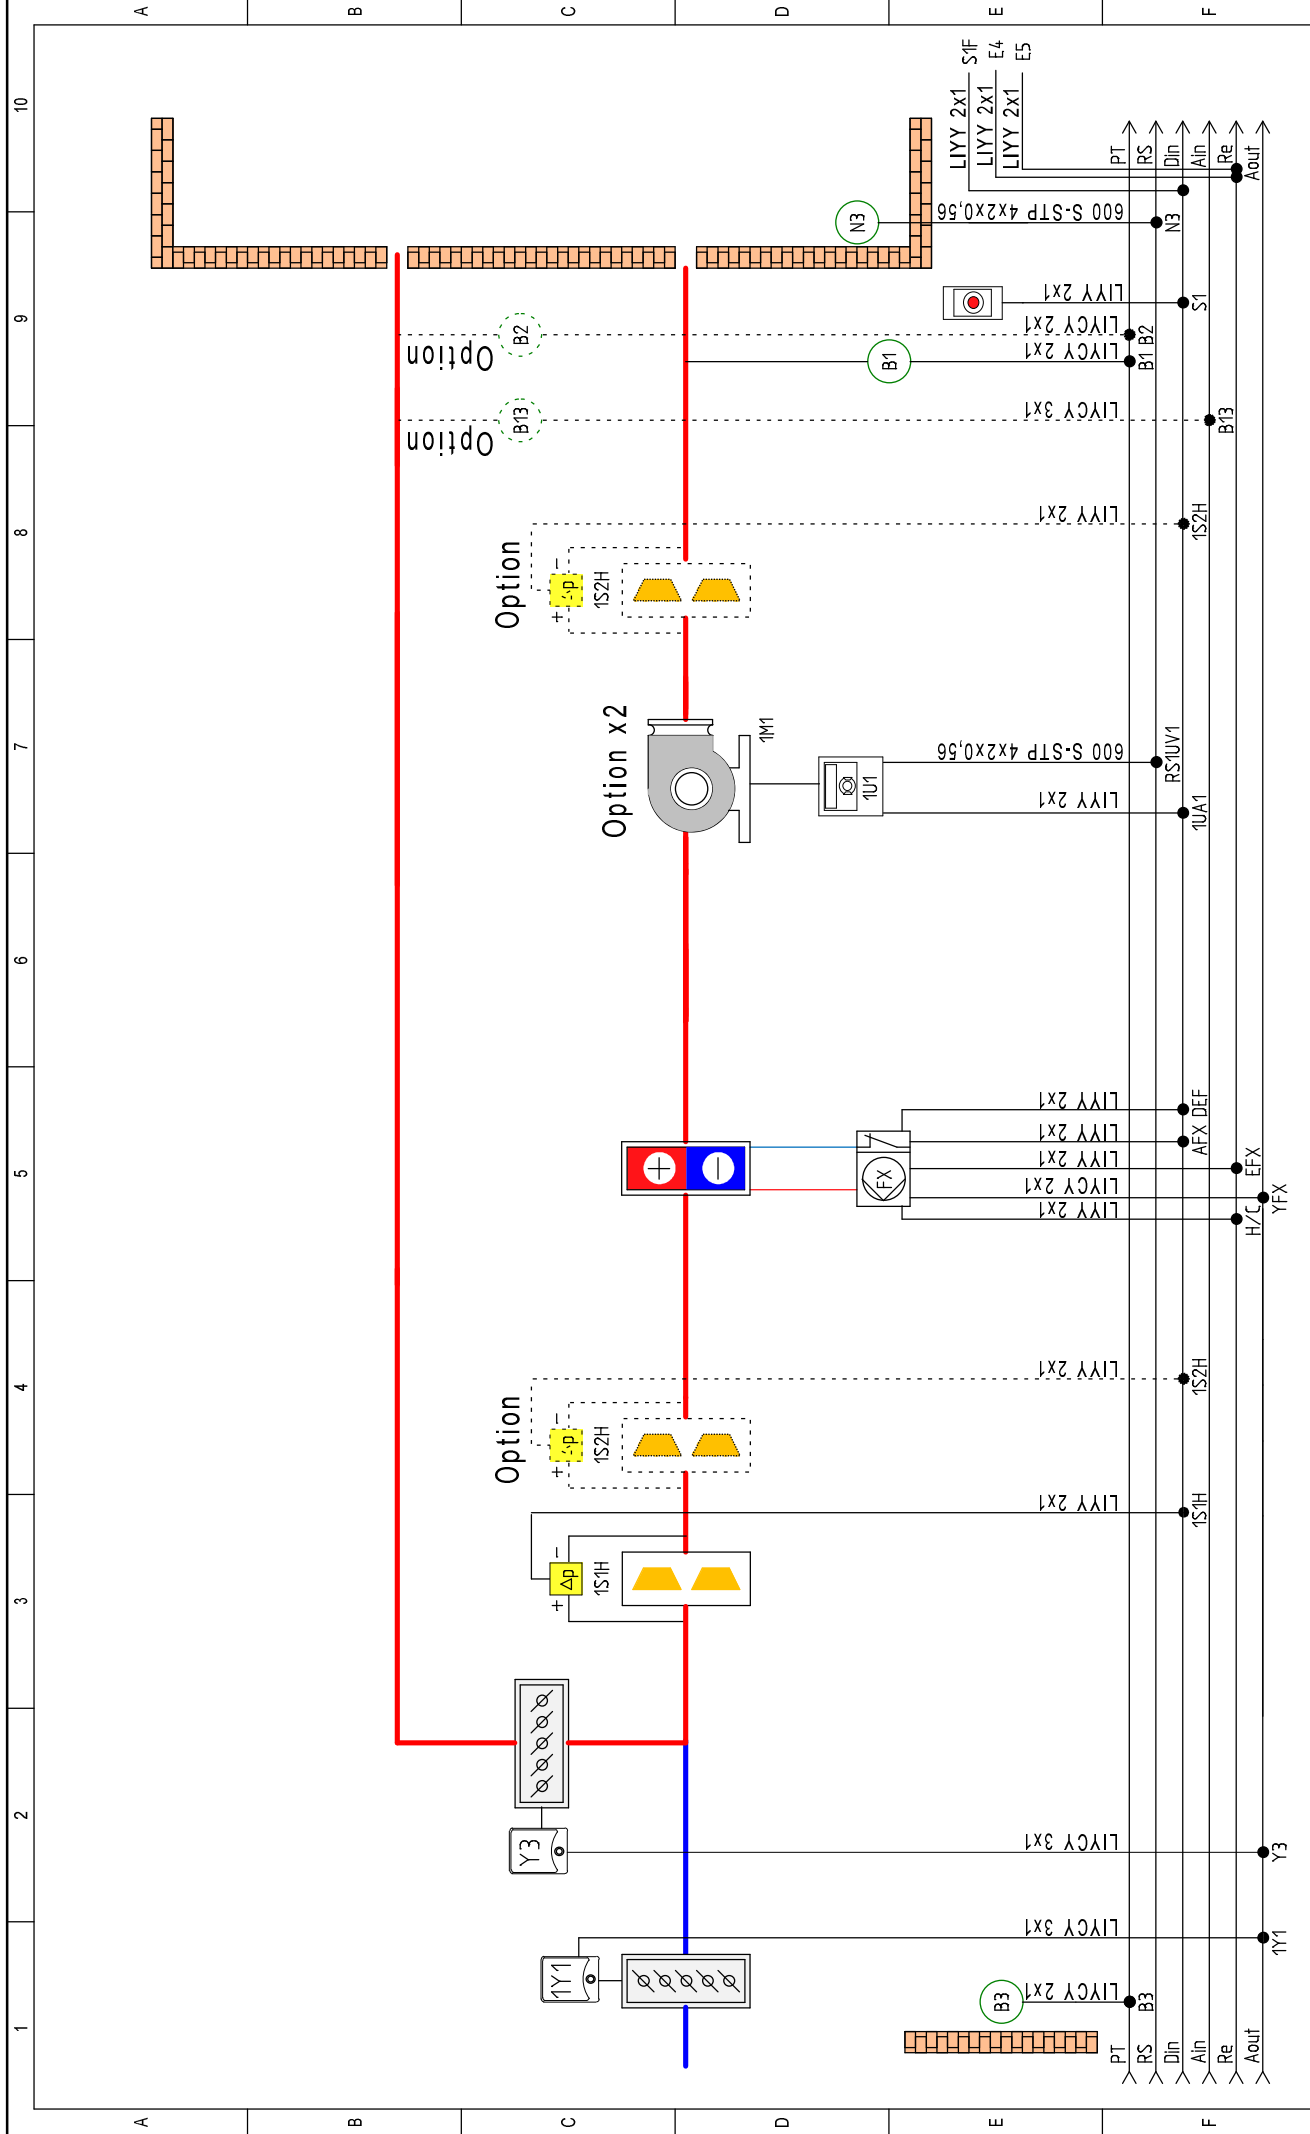 A
B
C
D
E
F
10
9
8
7
6
5
4
3
2
1
S1F
E4
E5
LIYY 2x1
LIYY 2x1
LIYY 2x1
PT
RS
Din
Ain
Re
Aout
N3
600 S-STP 4x2x0,56
N3
LIYY 2x1
S1
Option
B2
LIYCY 2x1
B2
B1
LIYCY 2x1
B1
Option
B13
LIYCY 3x1
B13
Option
+
-
1S2H
LIYY 2x1
1S2H
Option x2
1M1
1U1
600 S-STP 4x2x0,56
RS1UV1
LIYY 2x1
1UA1
+
−
FX
LIYY 2x1
DEF
LIYY 2x1
AFX
LIYY 2x1
EFX
LIYCY 2x1
YFX
LIYY 2x1
H/C
Option
+
-
1S2H
LIYY 2x1
1S2H
Δp
+
-
1S1H
LIYY 2x1
1S1H
Y3
LIYCY 3x1
Y3
1Y1
LIYCY 3x1
1Y1
B3
LIYCY 2x1
B3
PT
RS
Din
Ain
Re
Aout
A
B
C
D
E
F